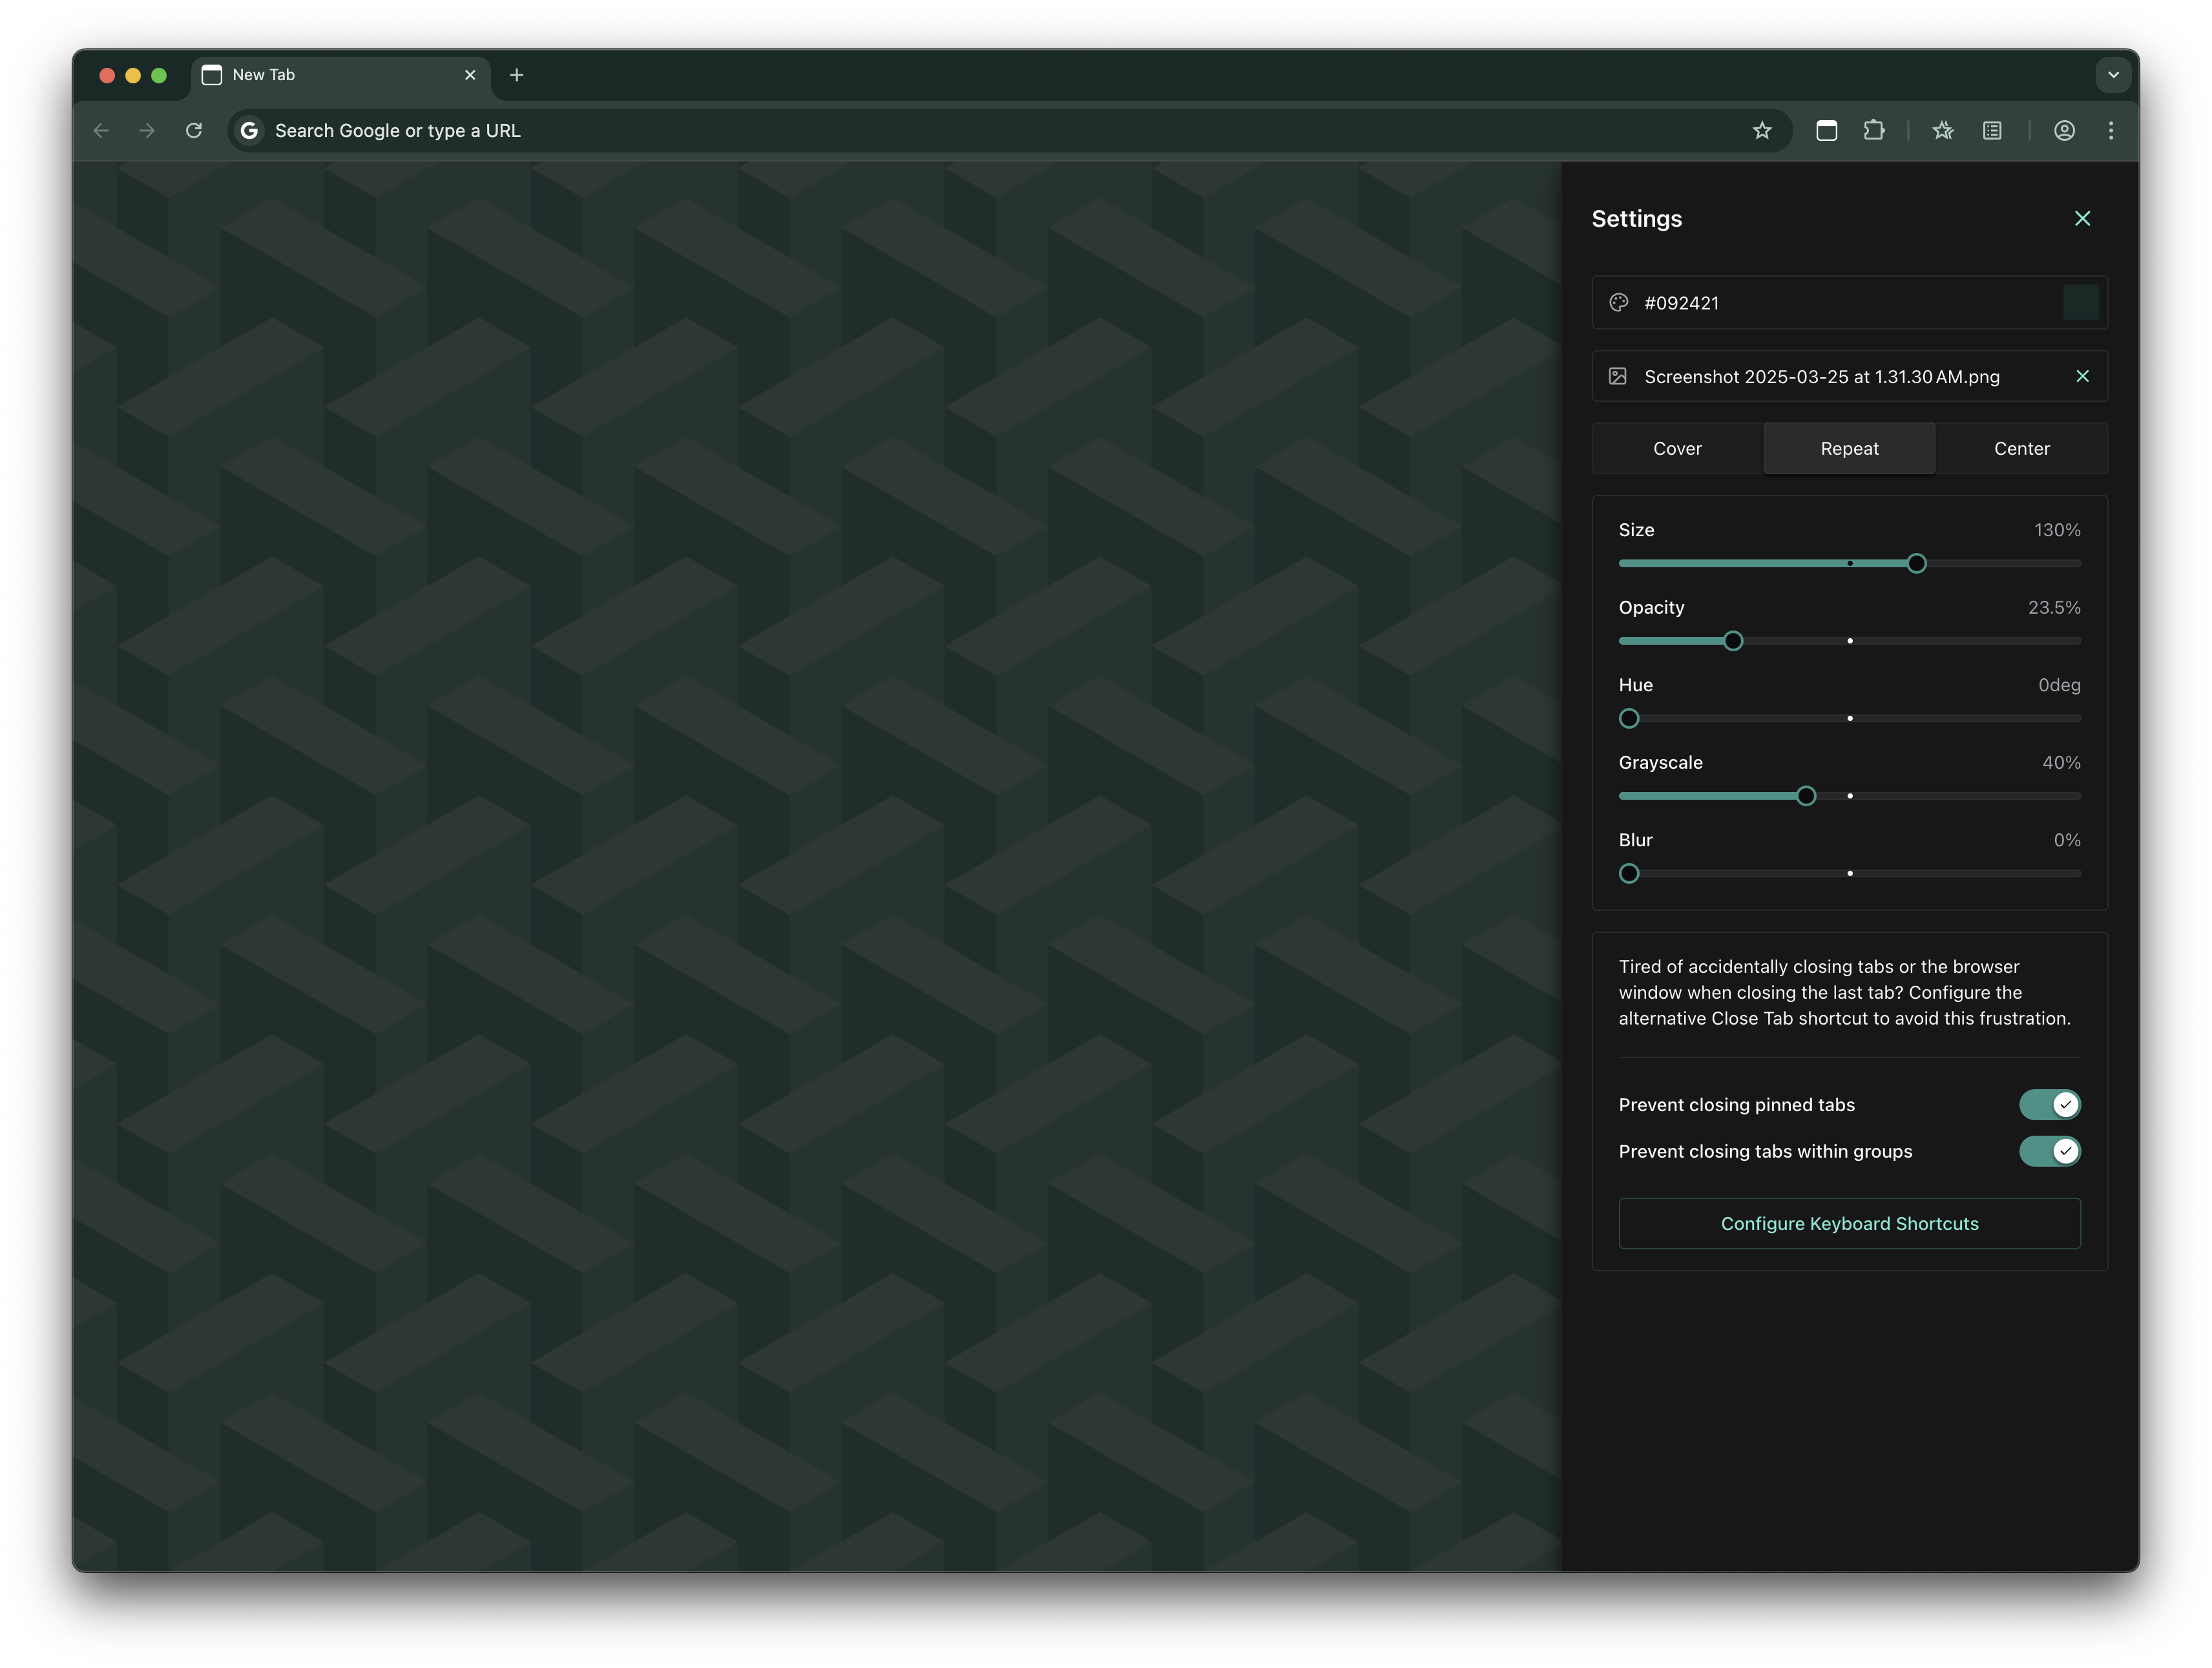 New Tab
Search Google or type a URL
Settings
#092421
Screenshot 2025-03-25 at 1.31.30 AM.png
Cover
Repeat
Center
Size
130%
Opacity
23.5%
Hue
0deg
Grayscale
40%
Blur
0%
Tired of accidentally closing tabs or the browser
window when closing the last tab? Configure the
alternative Close Tab shortcut to avoid this frustration.
Prevent closing pinned tabs
Prevent closing tabs within groups
Configure Keyboard Shortcuts